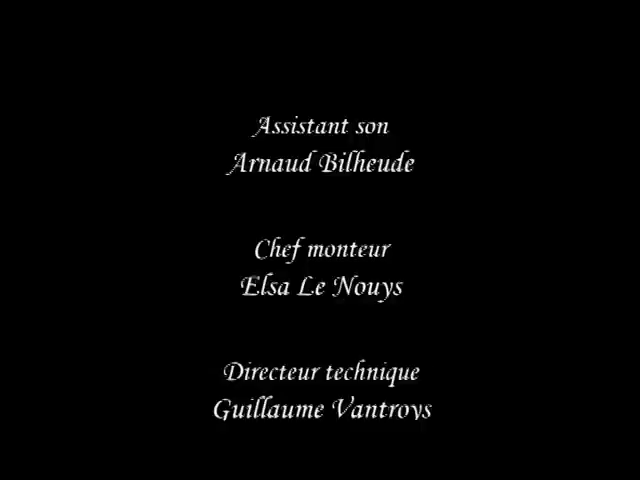 Assistant son
Arnaud Bilheude
Chef monteur
Elsa Le Nouys
Directeur technique
Guillaume Vantroys